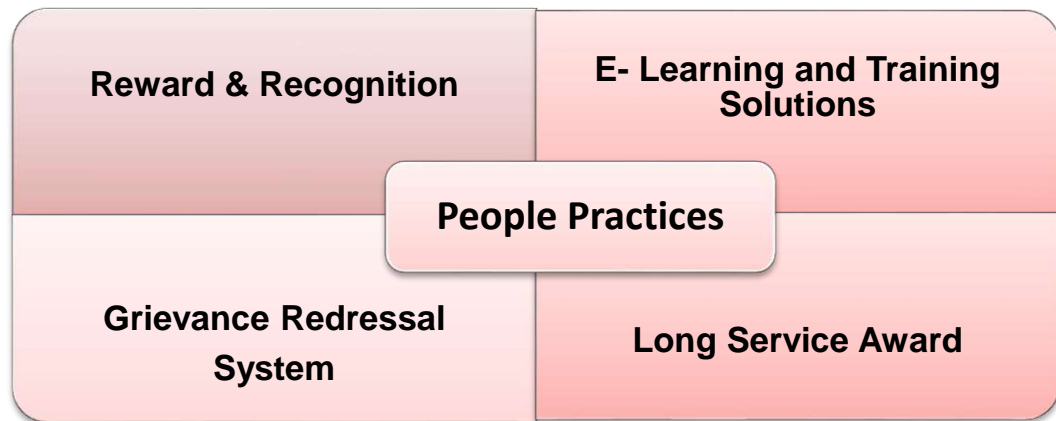 Reward & Recognition
E- Learning and Training
Solutions
People Practices
Grievance Redressal
System
Long Service Award